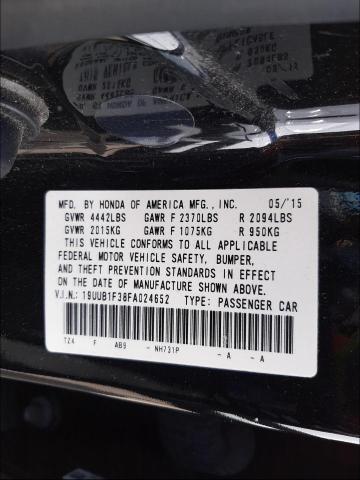 MFD. BY HONDA OF AMERICA MFG., INC. 05/'15
GVWR 4442LBS GAWR F 2370LBS R 2094LBS
GVWR 2015KG GAWR F 1075KG R 950KG
THIS VEHICLE CONFORMS TO ALL APPLICABLE
FEDERAL MOTOR VEHICLE SAFETY, BUMPER,
AND THEFT PREVENTION STANDARDS IN EFFECT
ON THE DATE OF MANUFACTURE SHOWN ABOVE.
V.I.N.: 19UUB1F38FA024652 TYPE: PASSENGER CAR
TZ4 F AB9 - NH731P - A - A